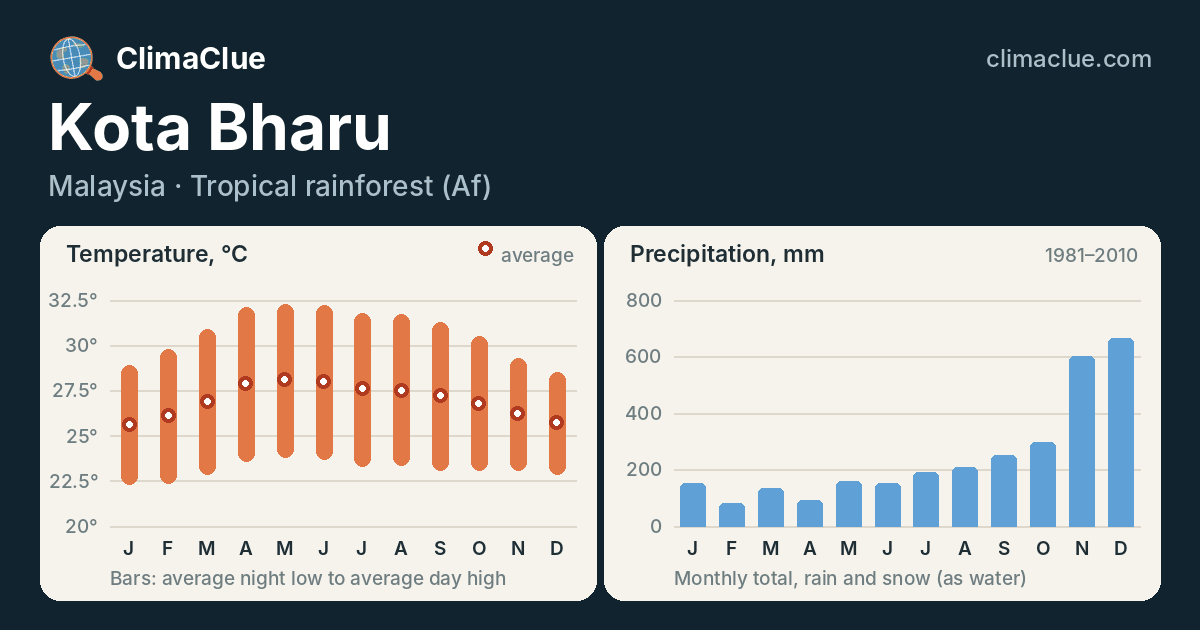 ClimaClue
climaclue.com
Kota Bharu
Malaysia · Tropical rainforest (Af)
Temperature, °C
average
32.5°
30°
27.5°
25°
22.5°
20°
J F M A M J J A S O N D
Bars: average night low to average day high
Precipitation, mm
1981–2010
800
600
400
200
0
J F M A M J J A S O N D
Monthly total, rain and snow (as water)